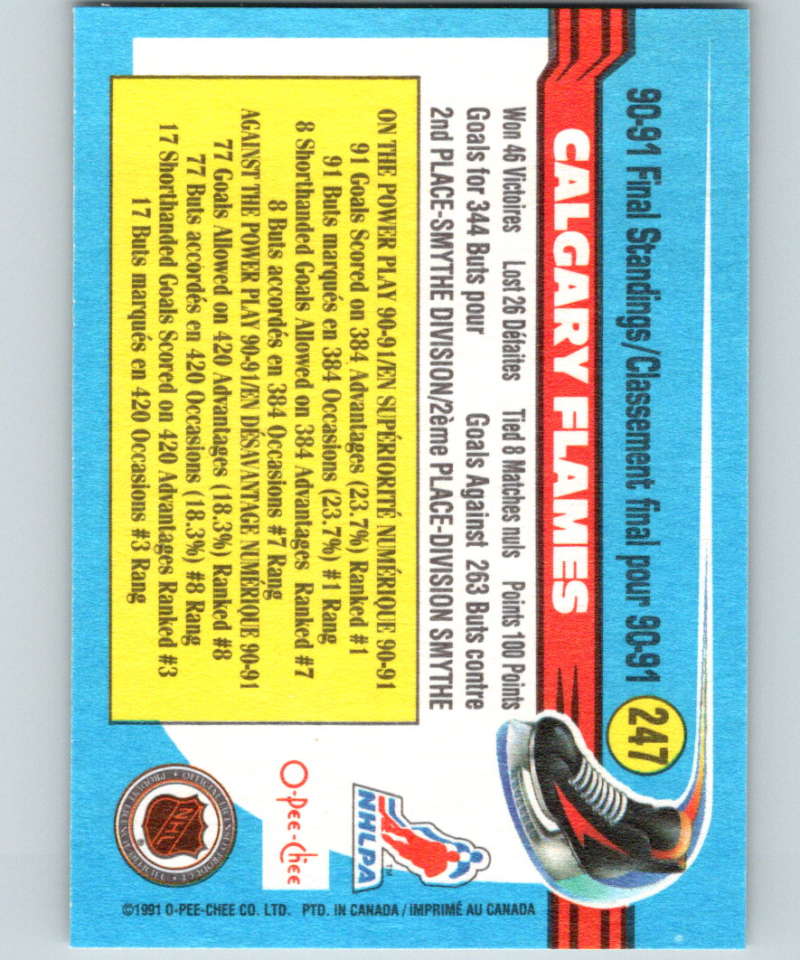 90-91 Final Standings/Classement final pour 90-91
247
CALGARY FLAMES
Won 46 Victoires Lost 26 Défaites Tied 8 Matches nuls Points 100 Points
Goals for 344 Buts pour Goals Against 263 Buts contre
2nd PLACE-SMYTHE DIVISION/2ème PLACE-DIVISION SMYTHE
ON THE POWER PLAY 90-91/EN SUPÉRIORITÉ NUMÉRIQUE 90-91
91 Goals Scored on 384 Advantages (23.7%) Ranked #1
91 Buts marqués en 384 Occasions (23.7%) #1 Rang
8 Shorthanded Goals Allowed on 384 Advantages Ranked #7
8 Buts accordés en 384 Occasions #7 Rang
AGAINST THE POWER PLAY 90-91/EN DÉSAVANTAGE NUMÉRIQUE 90-91
77 Goals Allowed on 420 Advantages (18.3%) Ranked #8
77 Buts accordés en 420 Occasions (18.3%) #8 Rang
17 Shorthanded Goals Scored on 420 Advantages Ranked #3
17 Buts marqués en 420 Occasions #3 Rang
NHLPA
TM
O-Pee-Chee
NHL
©1991 O-PEE-CHEE CO. LTD. PTD. IN CANADA / IMPRIMÉ AU CANADA